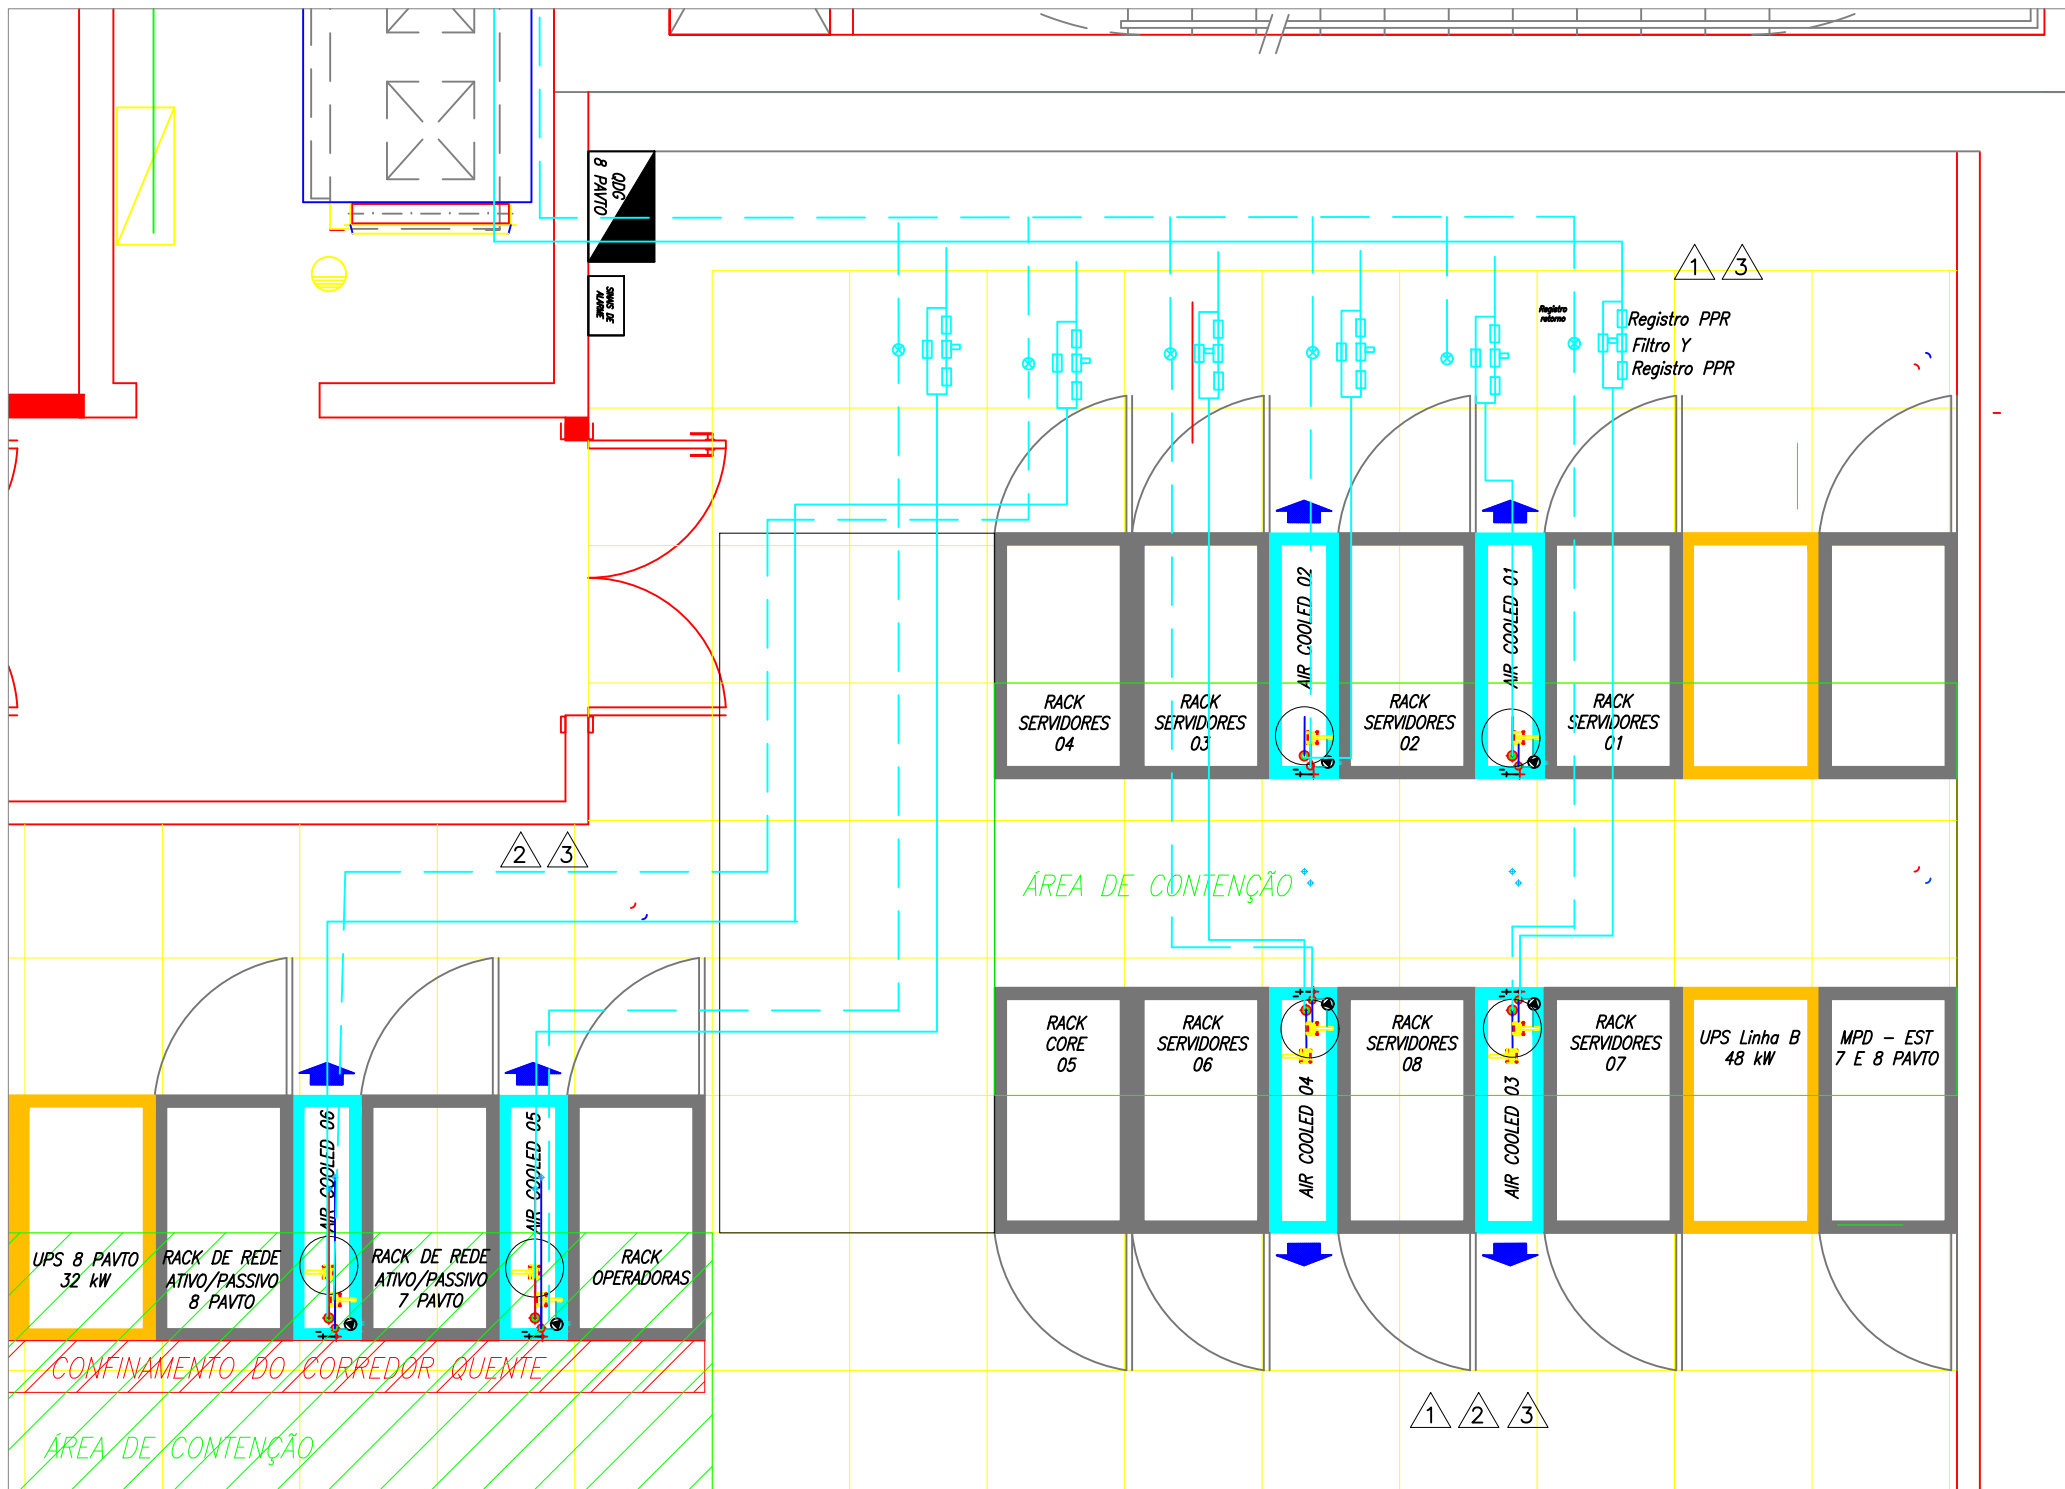 QDG
8 PAVTO
SINAIS DE
ALARME
1
3
Registro
retorno
Registro PPR
Filtro Y
Registro PPR
AIR COOLED 02
AIR COOLED 01
RACK
SERVIDORES
04
RACK
SERVIDORES
03
RACK
SERVIDORES
02
RACK
SERVIDORES
01
2
3
ÁREA DE CONTENÇÃO
RACK
CORE
05
RACK
SERVIDORES
06
RACK
SERVIDORES
08
RACK
SERVIDORES
07
UPS Linha B
48 kW
MPD - EST
7 E 8 PAVTO
AIR COOLED 04
AIR COOLED 03
AIR COOLED 06
AIR COOLED 05
UPS 8 PAVTO
32 kW
RACK DE REDE
ATIVO/PASSIVO
8 PAVTO
RACK DE REDE
ATIVO/PASSIVO
7 PAVTO
RACK
OPERADORAS
CONFINAMENTO DO CORREDOR QUENTE
ÁREA DE CONTENÇÃO
1
2
3